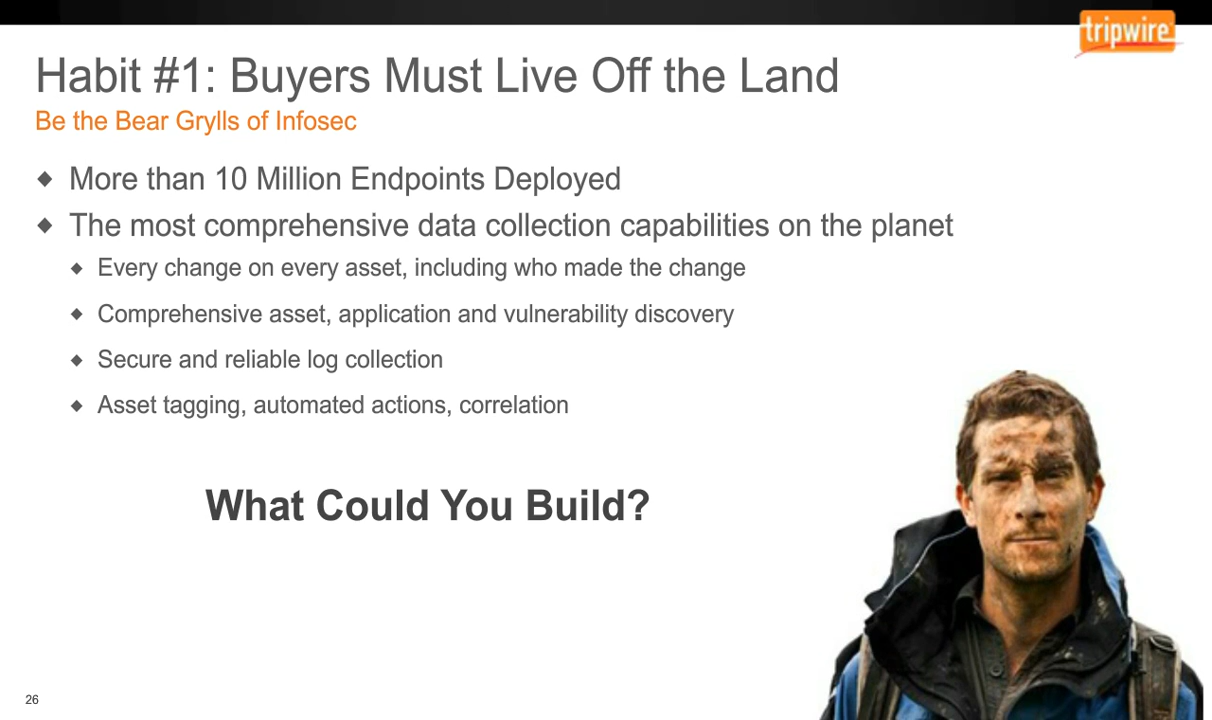 tripwire
Habit #1: Buyers Must Live Off the Land
Be the Bear Grylls of Infosec
More than 10 Million Endpoints Deployed
The most comprehensive data collection capabilities on the planet
Every change on every asset, including who made the change
Comprehensive asset, application and vulnerability discovery
Secure and reliable log collection
Asset tagging, automated actions, correlation
What Could You Build?
26